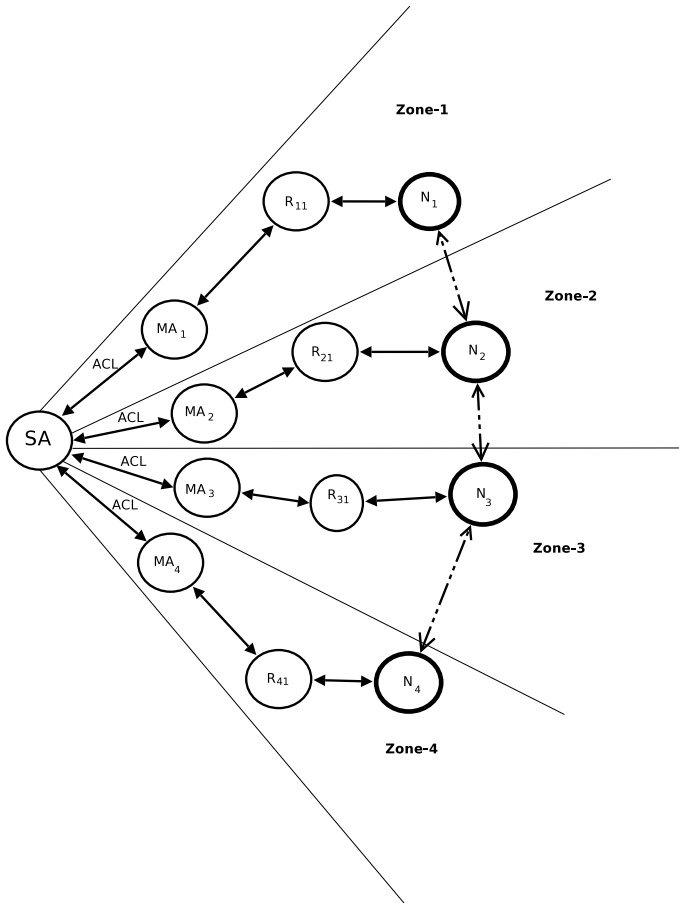 Zone-1
R11
N1
Zone-2
MA1
R21
N2
ACL
MA2
ACL
SA
ACL
MA3
R31
N3
ACL
Zone-3
MA4
R41
N4
Zone-4